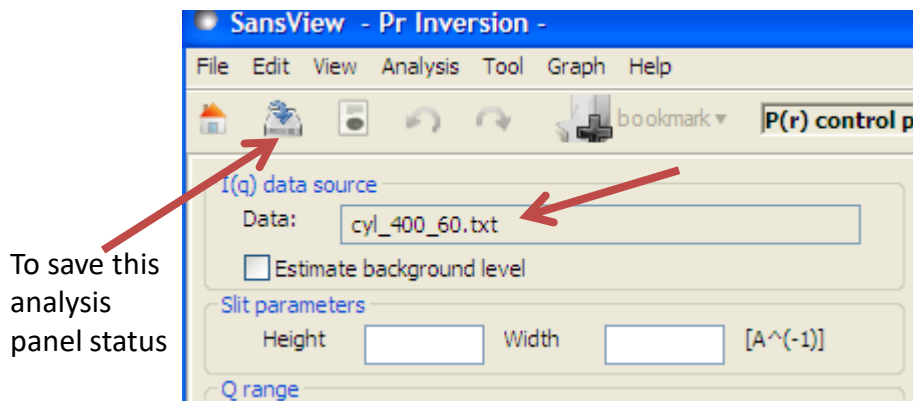 SansView - Pr Inversion -
File Edit View Analysis Tool Graph Help
bookmark P(r) control p
I(q) data source
Data: cyl_400_60.txt
Estimate background level
To save this
analysis
panel status
Slit parameters
Height Width [A^(-1)]
Q range